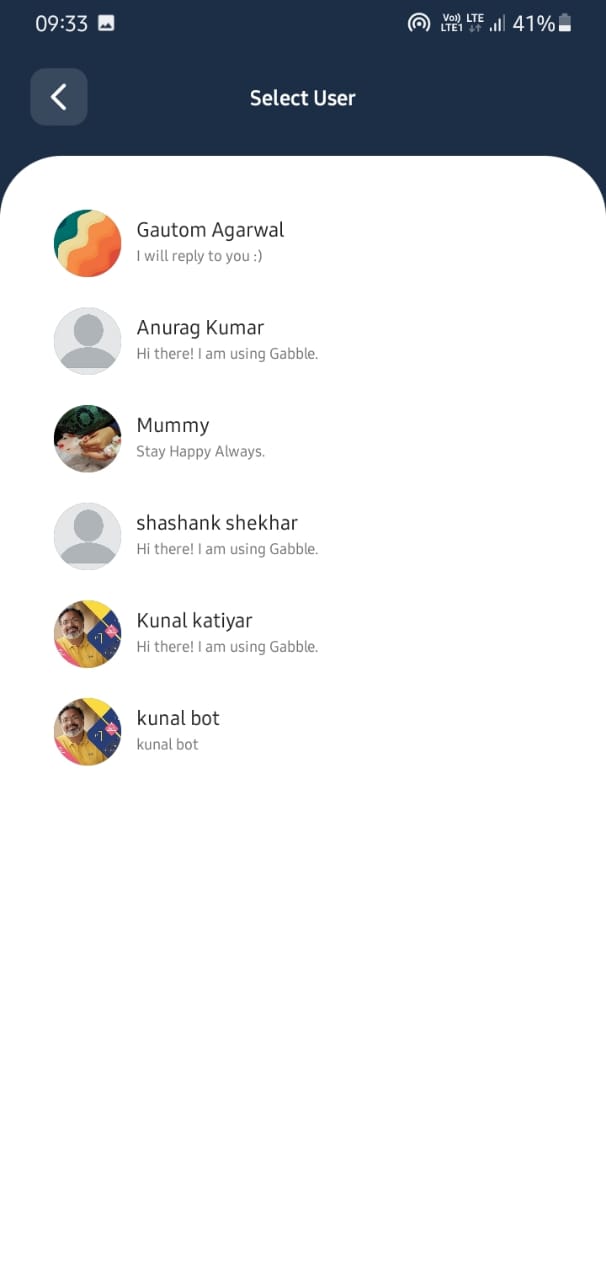 09:33
Vo) LTE
LTE1
41%
Select User
Gautom Agarwal
I will reply to you :)
Anurag Kumar
Hi there! I am using Gabble.
Mummy
Stay Happy Always.
shashank shekhar
Hi there! I am using Gabble.
Kunal katiyar
Hi there! I am using Gabble.
kunal bot
kunal bot